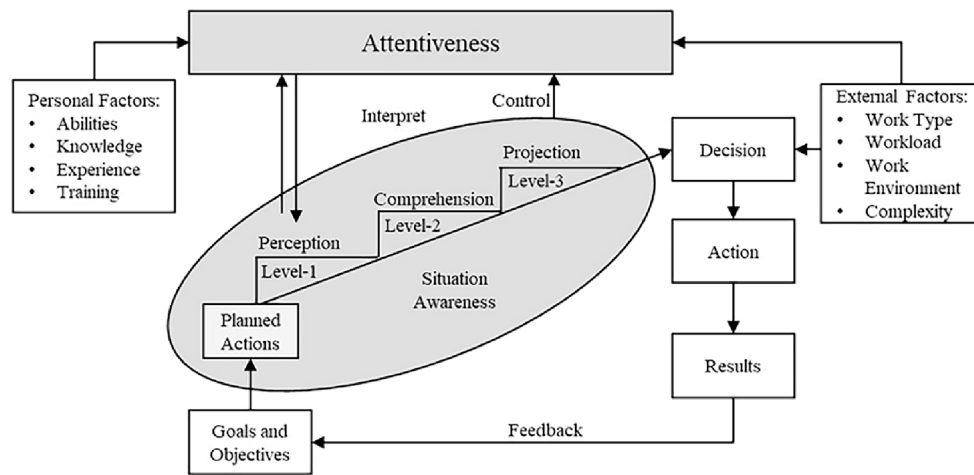 Attentiveness
Personal Factors:
• Abilities
• Knowledge
• Experience
• Training
External Factors:
• Work Type
• Workload
• Work
Environment
• Complexity
Interpret
Control
Projection
Level-3
Comprehension
Level-2
Perception
Level-1
Situation
Awareness
Planned
Actions
Decision
Action
Results
Feedback
Goals and
Objectives